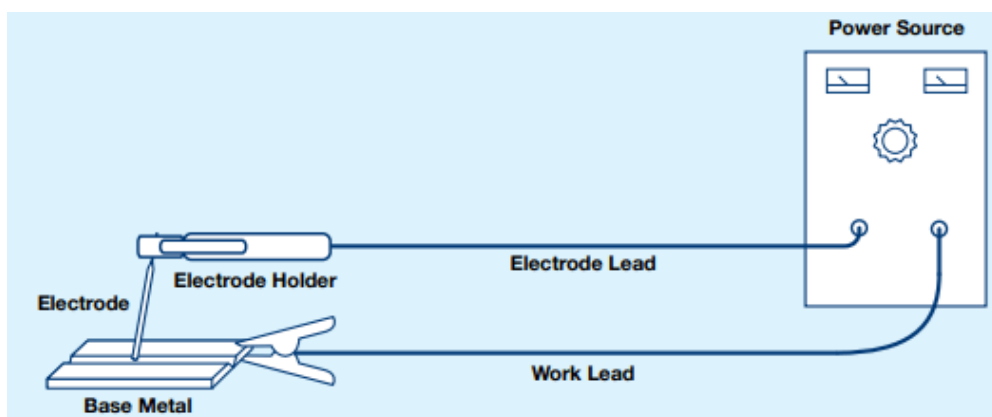 Power Source
Electrode Lead
Electrode Holder
Electrode
Work Lead
Base Metal